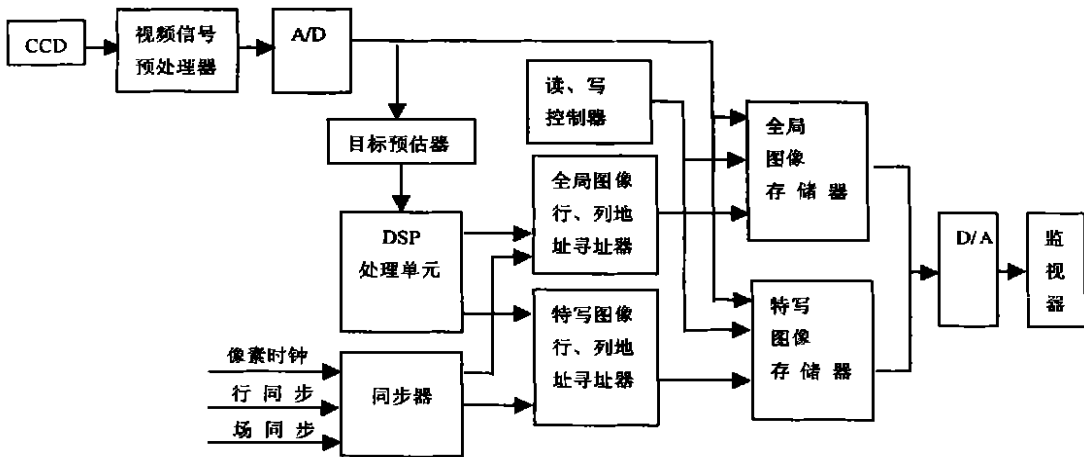 CCD
视频信号
预处理器
A/D
读、写
控制器
全局
图像
存储器
目标预估器
全局图像
行、列地
址寻址器
DSP
处理单元
D/A
监
视
器
特写图像
行、列地
址寻址器
特写
图像
存储器
像素时钟
行同步
场同步
同步器